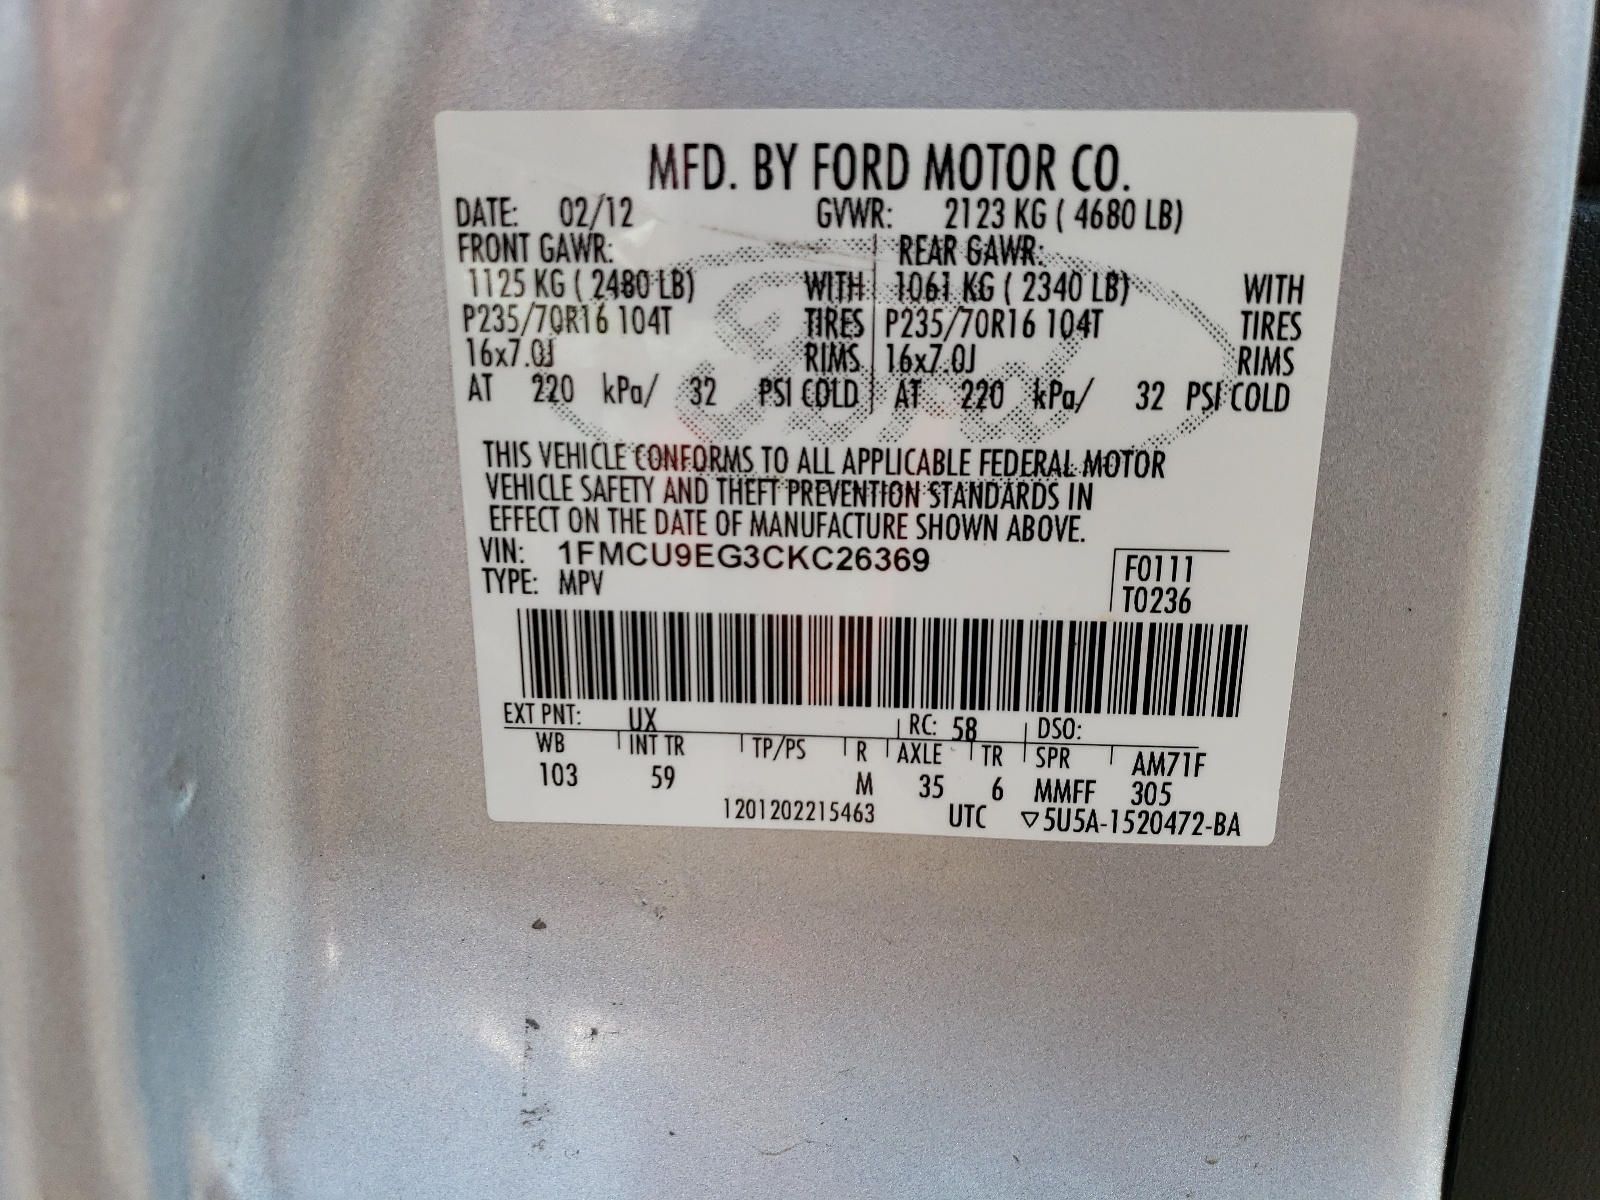 MFD. BY FORD MOTOR CO.
DATE: 02/12 GVWR: 2123 KG ( 4680 LB)
FRONT GAWR: REAR GAWR:
1125 KG ( 2480 LB) WITH 1061 KG ( 2340 LB) WITH
P235/70R16 104T TIRES P235/70R16 104T TIRES
16x7.0J RIMS 16x7.0J RIMS
AT 220 kPa/ 32 PSI COLD AT 220 kPa/ 32 PSI COLD
Ford
THIS VEHICLE CONFORMS TO ALL APPLICABLE FEDERAL MOTOR
VEHICLE SAFETY AND THEFT PREVENTION STANDARDS IN
EFFECT ON THE DATE OF MANUFACTURE SHOWN ABOVE.
VIN: 1FMCU9EG3CKC26369 F0111
TYPE: MPV T0236
EXT PNT: UX RC: 58 DSO:
WB INT TR TP/PS R AXLE TR SPR AM71F
103 59 M 35 6 MMFF 305
1201202215463 UTC ▽5U5A-1520472-BA